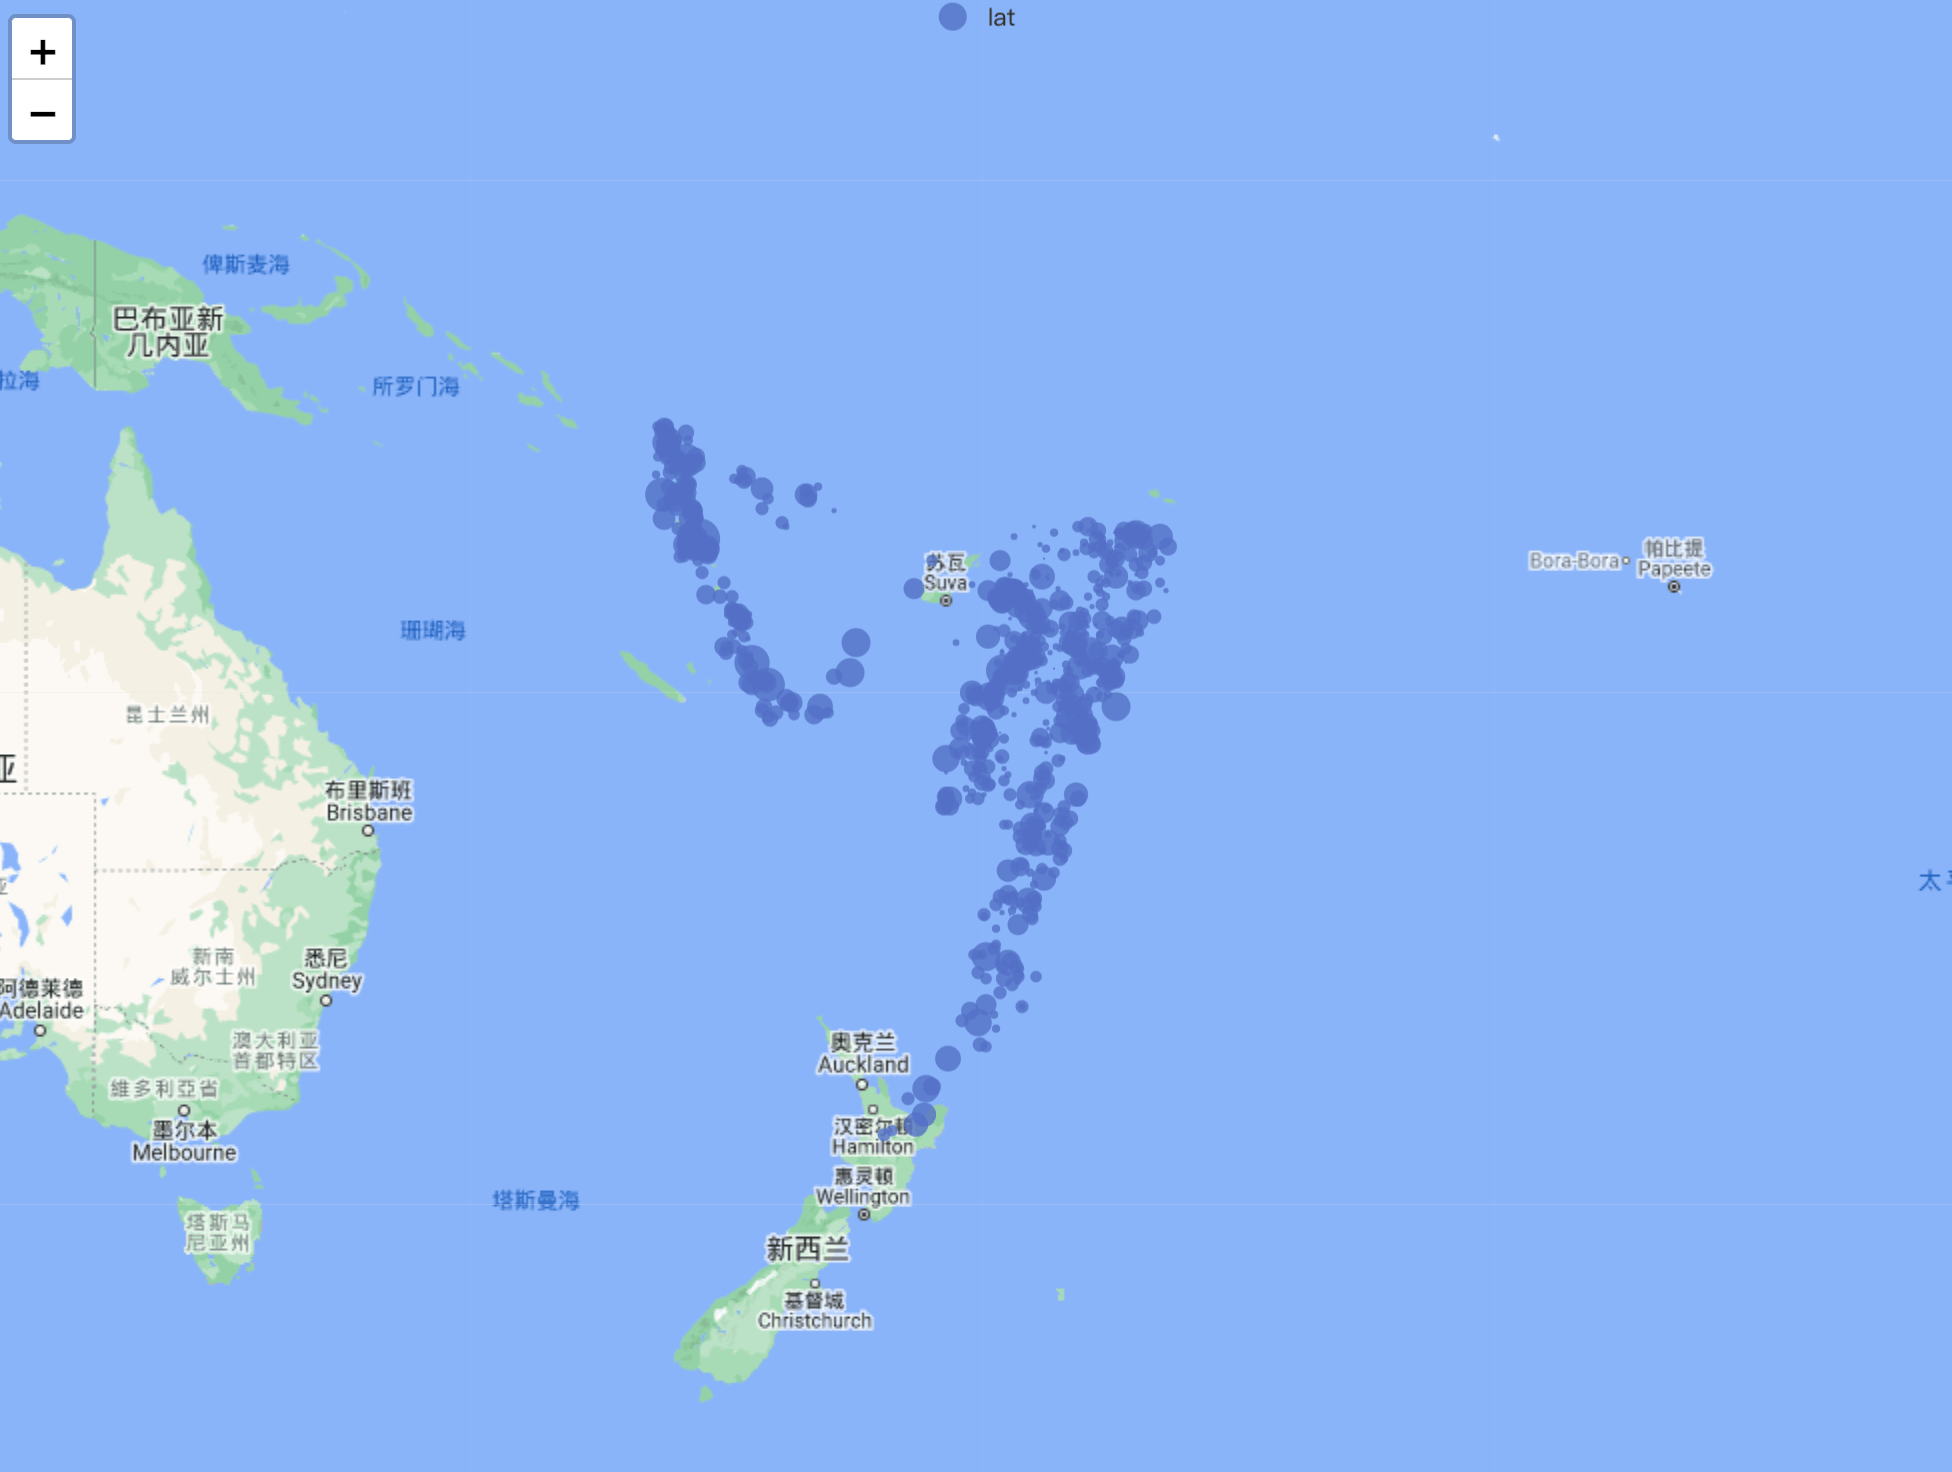 +
lat
−
俾斯麦海
巴布亚新
几内亚
拉海
所罗门海
苏瓦
Suva
帕比提
Bora-Bora
Papeete
珊瑚海
昆士兰州
亚
布里斯班
Brisbane
太平
亚
新南
威尔士州
悉尼
Sydney
阿德莱德
Adelaide
澳大利亚
首都特区
奥克兰
Auckland
維多利亞省
墨尔本
Melbourne
汉密尔顿
Hamilton
惠灵顿
Wellington
塔斯曼海
塔斯马
尼亚州
新西兰
基督城
Christchurch